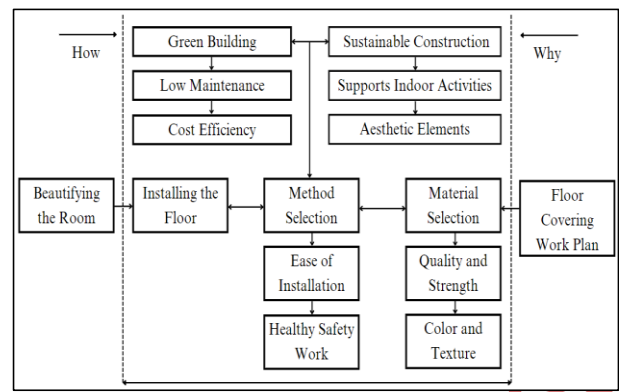 Green Building
Sustainable Construction
How
Why
Low Maintenance
Supports Indoor Activities
Cost Efficiency
Aesthetic Elements
Beautifying
the Room
Installing the
Floor
Method
Selection
Material
Selection
Floor
Covering
Work Plan
Ease of
Installation
Quality and
Strength
Healthy Safety
Work
Color and
Texture